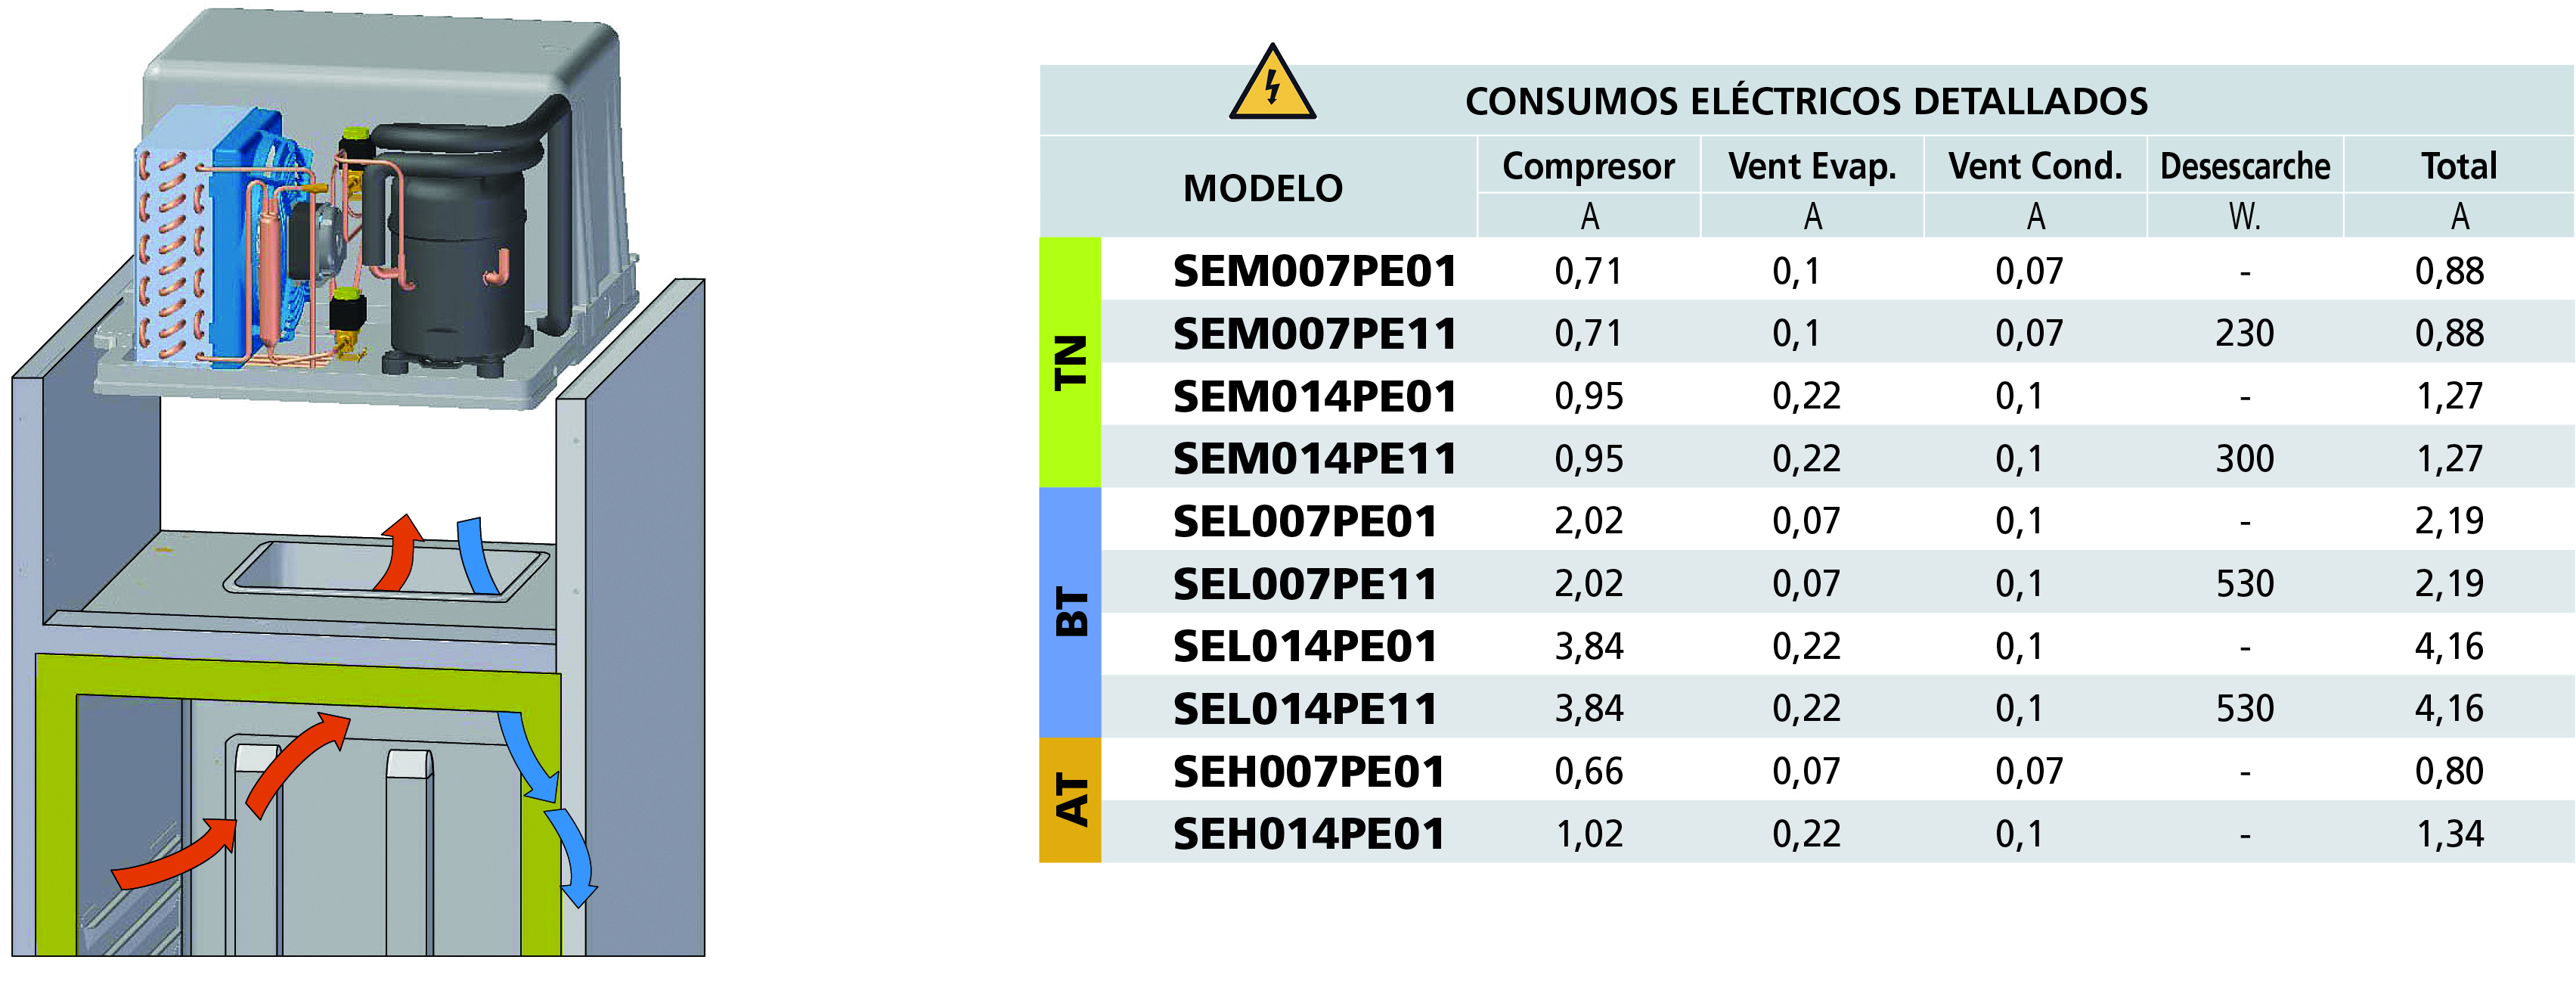 CONSUMOS ELÉCTRICOS DETALLADOS
MODELO Compresor Vent Evap. Vent Cond. Desescarche Total
A A A W. A
TN
SEM007PE01 0,71 0,1 0,07 - 0,88
SEM007PE11 0,71 0,1 0,07 230 0,88
SEM014PE01 0,95 0,22 0,1 - 1,27
SEM014PE11 0,95 0,22 0,1 300 1,27
BT
SEL007PE01 2,02 0,07 0,1 - 2,19
SEL007PE11 2,02 0,07 0,1 530 2,19
SEL014PE01 3,84 0,22 0,1 - 4,16
SEL014PE11 3,84 0,22 0,1 530 4,16
AT
SEH007PE01 0,66 0,07 0,07 - 0,80
SEH014PE01 1,02 0,22 0,1 - 1,34